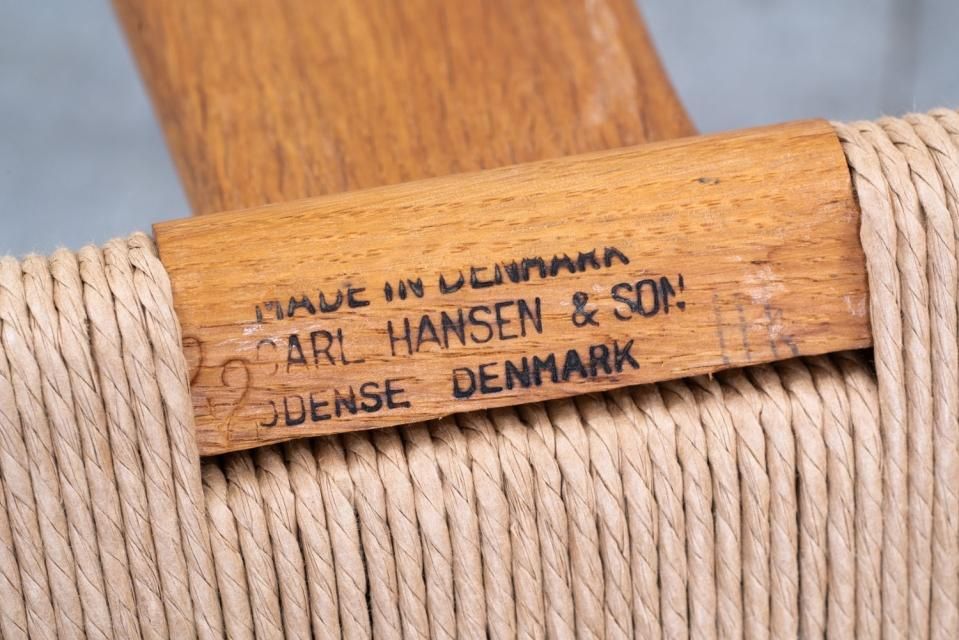 MADE IN DENMARK
CARL HANSEN & SON
ODENSE DENMARK